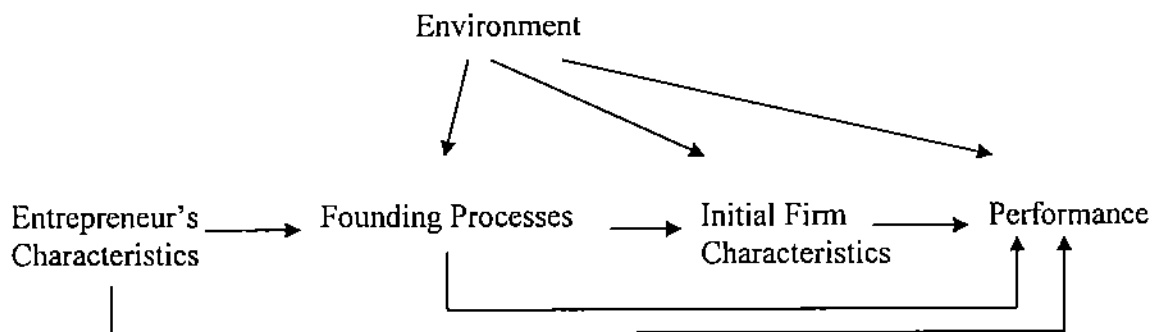 Environment
Entrepreneur's
Characteristics
Founding Processes
Initial Firm
Characteristics
Performance